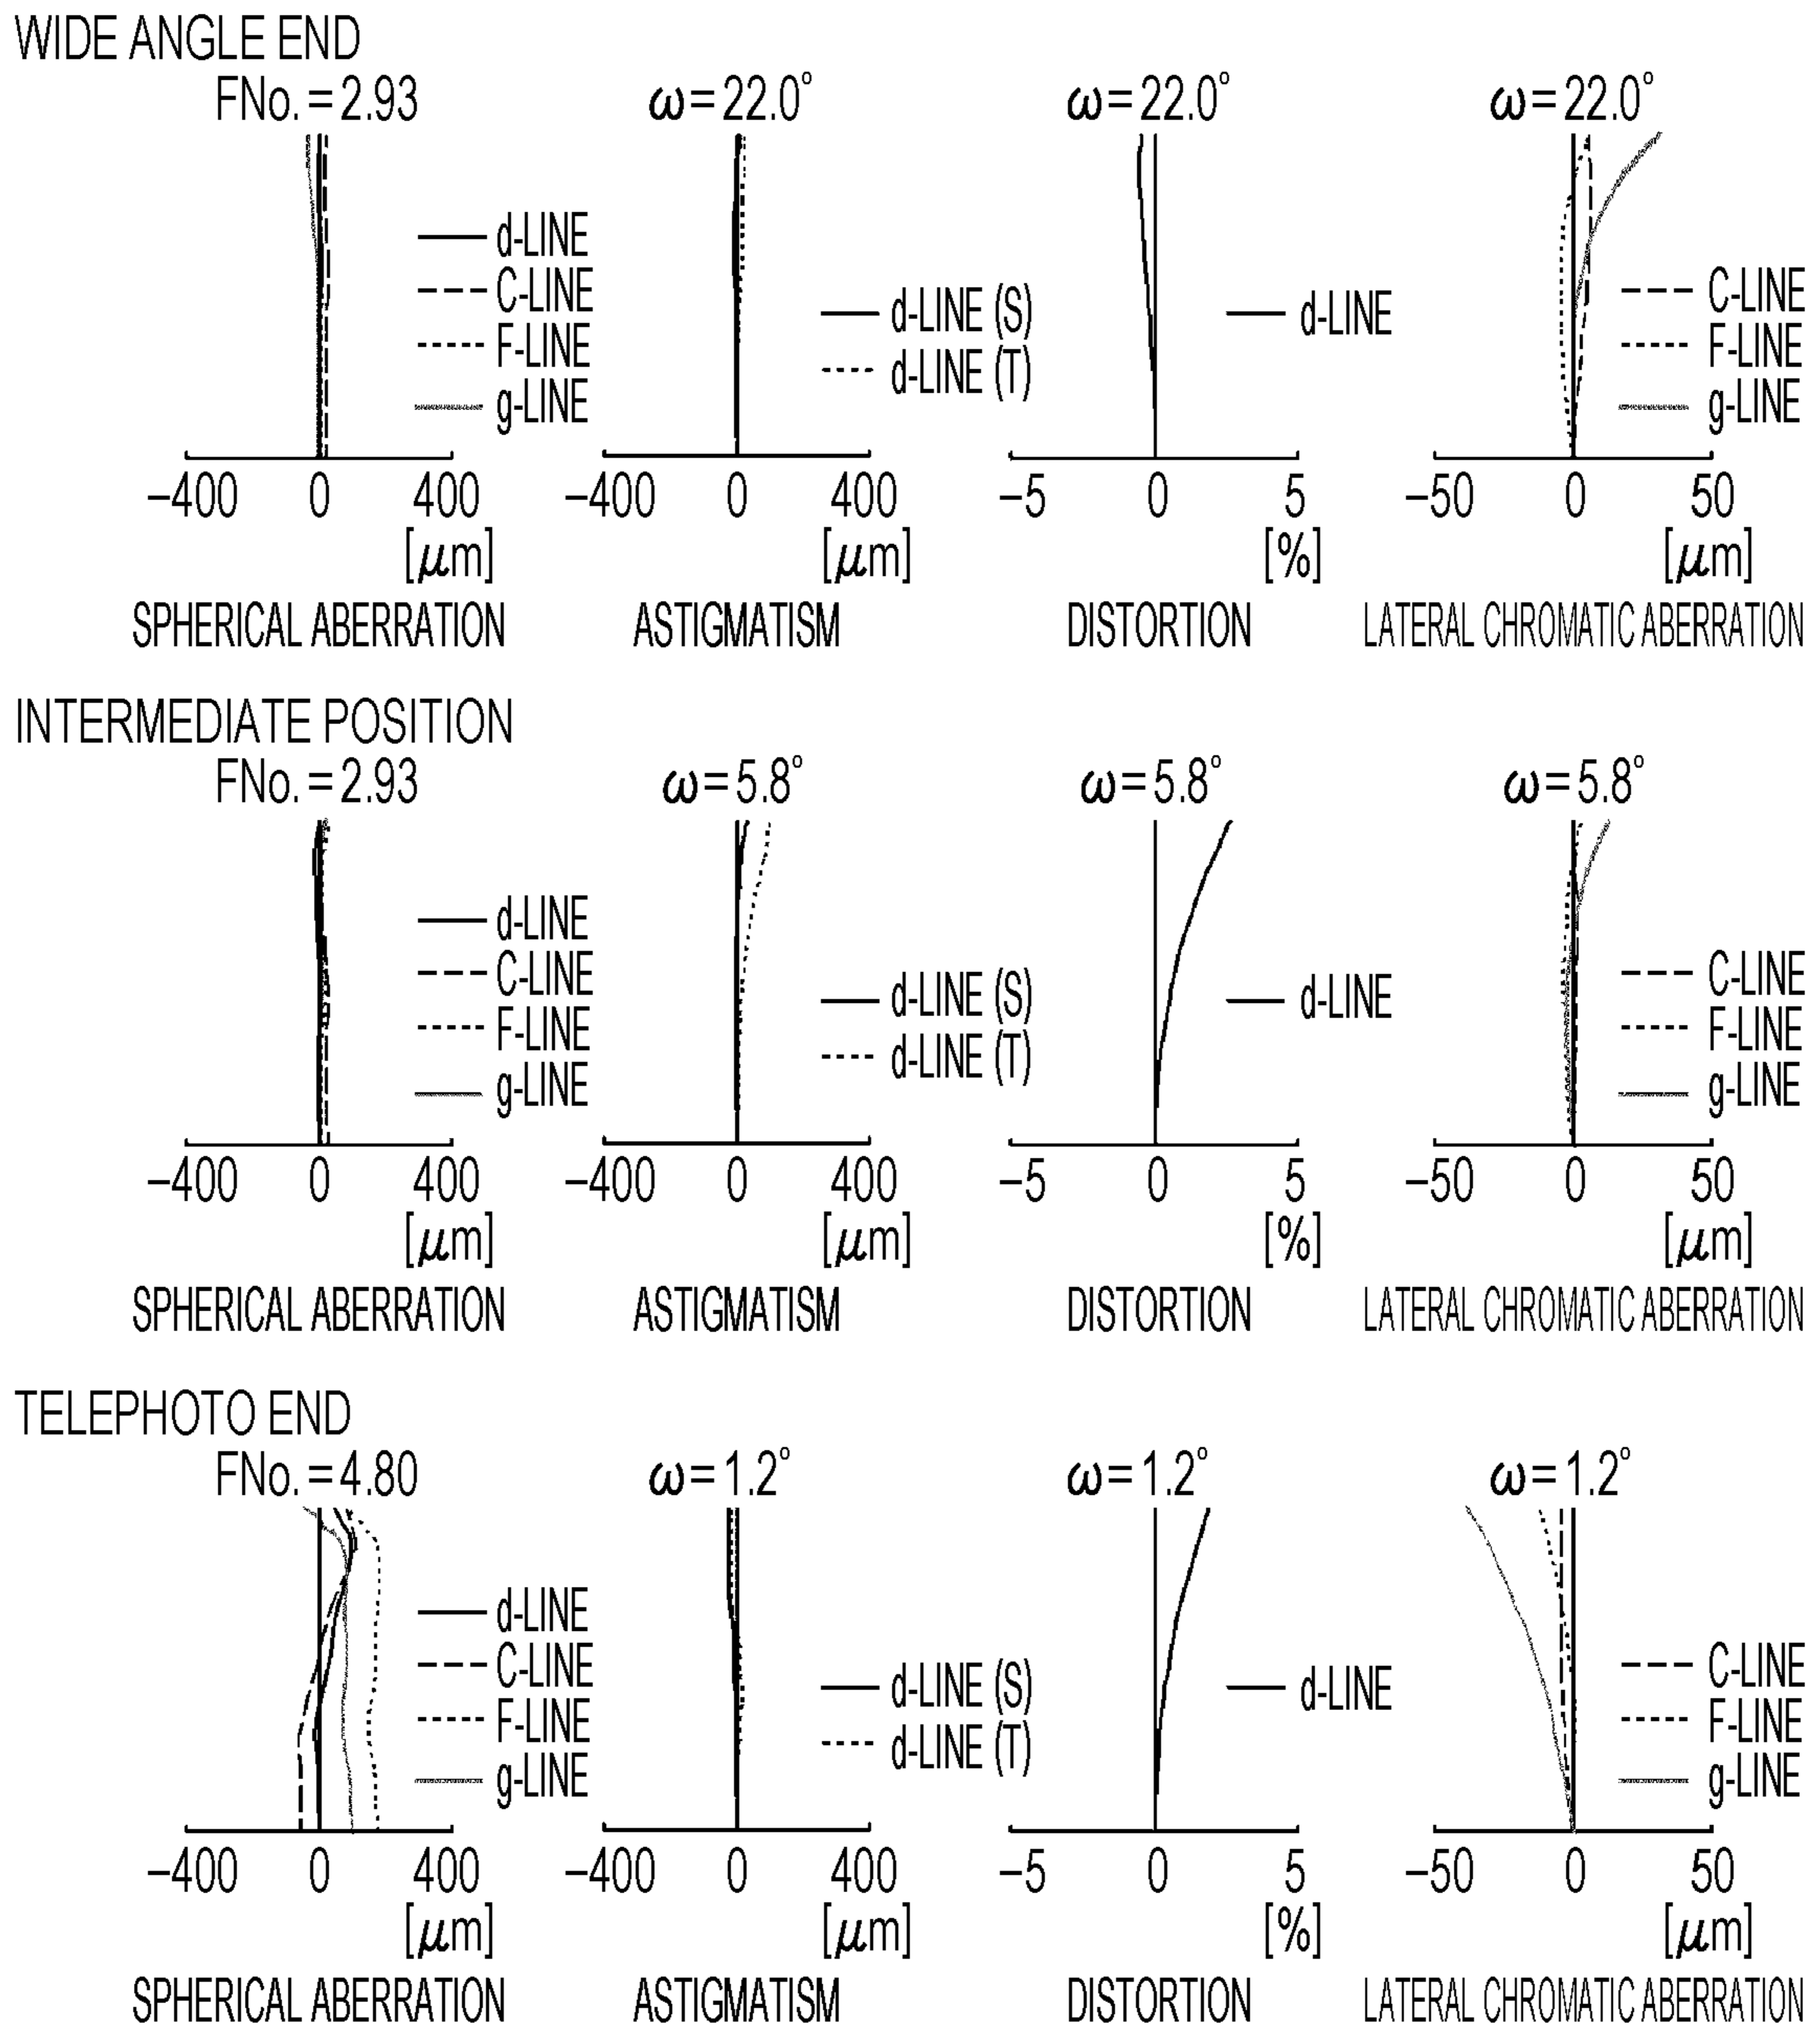 WIDE ANGLE END
FNo. = 2.93
ω = 22.0°
ω = 22.0°
ω = 22.0°
d-LINE
C-LINE
F-LINE
g-LINE
d-LINE (S)
d-LINE (T)
d-LINE
C-LINE
F-LINE
g-LINE
−400 0 400
−400 0 400
−5 0 5
−50 0 50
[μm]
[μm]
[%]
[μm]
SPHERICAL ABERRATION
ASTIGMATISM
DISTORTION
LATERAL CHROMATIC ABERRATION
INTERMEDIATE POSITION
FNo. = 2.93
ω = 5.8°
ω = 5.8°
ω = 5.8°
d-LINE
C-LINE
F-LINE
g-LINE
d-LINE (S)
d-LINE (T)
d-LINE
C-LINE
F-LINE
g-LINE
−400 0 400
−400 0 400
−5 0 5
−50 0 50
[μm]
[μm]
[%]
[μm]
SPHERICAL ABERRATION
ASTIGMATISM
DISTORTION
LATERAL CHROMATIC ABERRATION
TELEPHOTO END
FNo. = 4.80
ω = 1.2°
ω = 1.2°
ω = 1.2°
d-LINE
C-LINE
F-LINE
g-LINE
d-LINE (S)
d-LINE (T)
d-LINE
C-LINE
F-LINE
g-LINE
−400 0 400
−400 0 400
−5 0 5
−50 0 50
[μm]
[μm]
[%]
[μm]
SPHERICAL ABERRATION
ASTIGMATISM
DISTORTION
LATERAL CHROMATIC ABERRATION